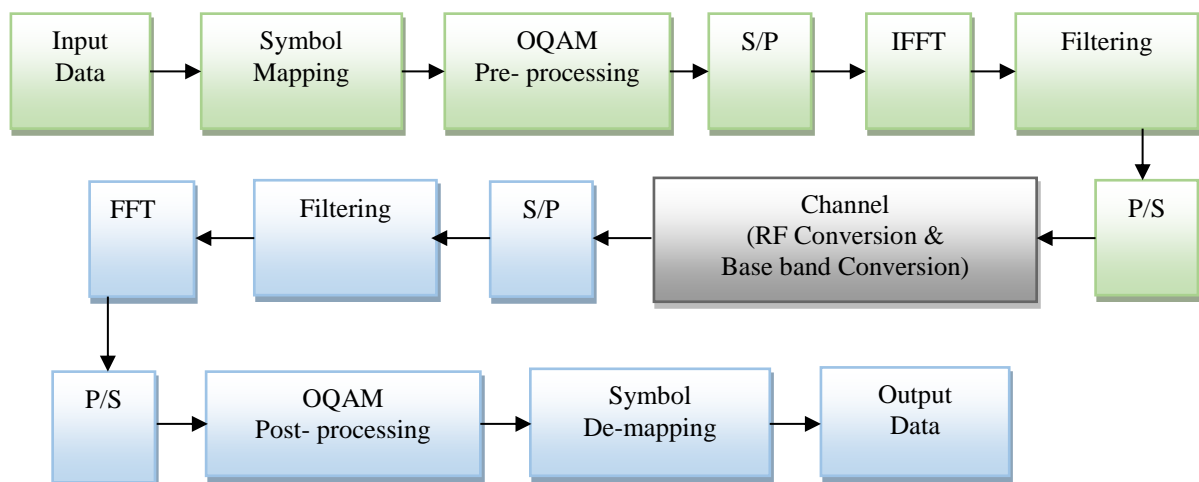 Input
Data
Symbol
Mapping
OQAM
Pre- processing
S/P
IFFT
Filtering
FFT
Filtering
S/P
Channel
(RF Conversion &
Base band Conversion)
P/S
P/S
OQAM
Post- processing
Symbol
De-mapping
Output
Data